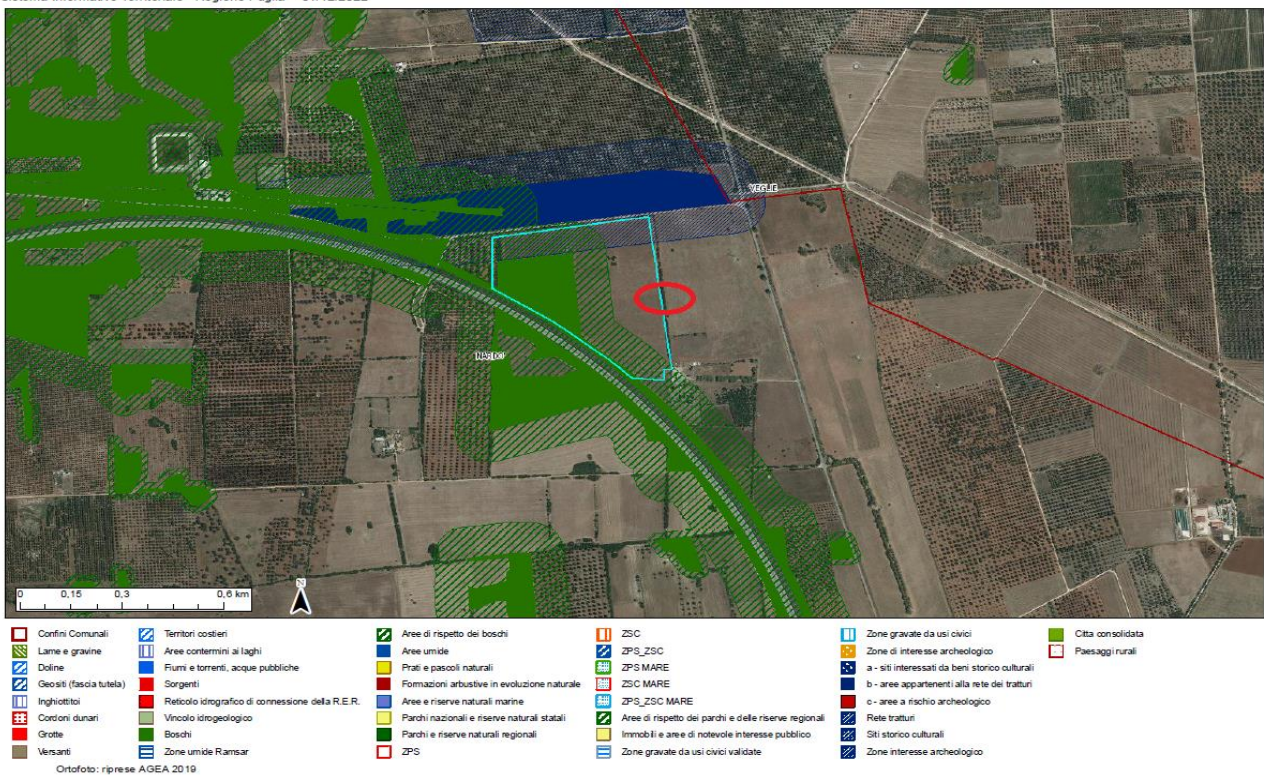 VEGLIE
NARDO'
N
0 0,15 0,3 0,6 km
Confini Comunali
Lame e gravine
Doline
Geositi (fascia tutela)
Inghiottitoi
Cordoni dunari
Grotte
Versanti
Territori costieri
Aree contermini ai laghi
Fiumi e torrenti, acque pubbliche
Sorgenti
Reticolo idrografico di connessione della R.E.R.
Vincolo idrogeologico
Boschi
Zone umide Ramsar
Aree di rispetto dei boschi
Aree umide
Prati e pascoli naturali
Formazioni arbustive in evoluzione naturale
Aree e riserve naturali marine
Parchi nazionali e riserve naturali statali
Parchi e riserve naturali regionali
ZPS
ZSC
ZPS_ZSC
ZPS MARE
ZSC MARE
ZPS_ZSC MARE
Aree di rispetto dei parchi e delle riserve regionali
Immobili e aree di notevole interesse pubblico
Zone gravate da usi civici validate
Zone gravate da usi civici
Zone di interesse archeologico
a - siti interessati da beni storico culturali
b - aree appartenenti alla rete dei tratturi
c - aree a rischio archeologico
Rete tratturi
Siti storico culturali
Zone interesse archeologico
Citta consolidata
Paesaggi rurali
Ortofoto: riprese AGEA 2019